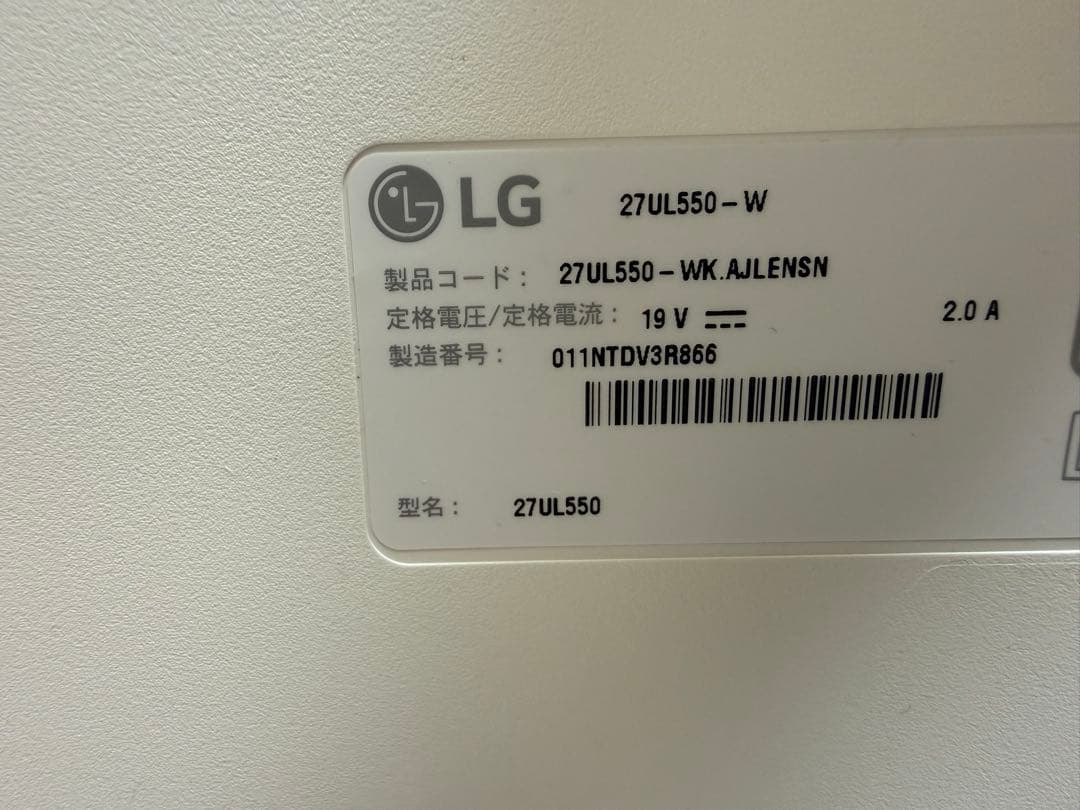 LG 27UL550-W
製品コード: 27UL550-WK.AJLENSN
定格電圧/定格電流: 19 V ⎓ 2.0 A
製造番号: 011NTDV3R866
型名: 27UL550